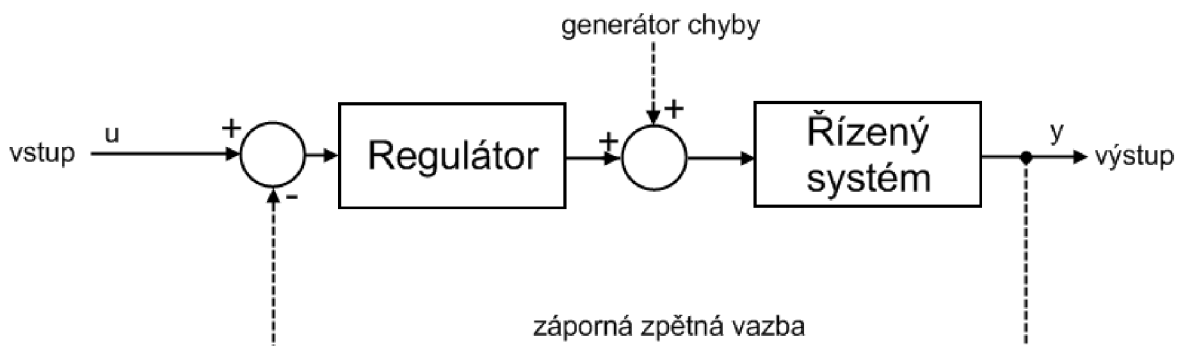 generátor chyby
+
vstup
u
+
-
Regulátor
+
Řízený
systém
y
výstup
záporná zpětná vazba